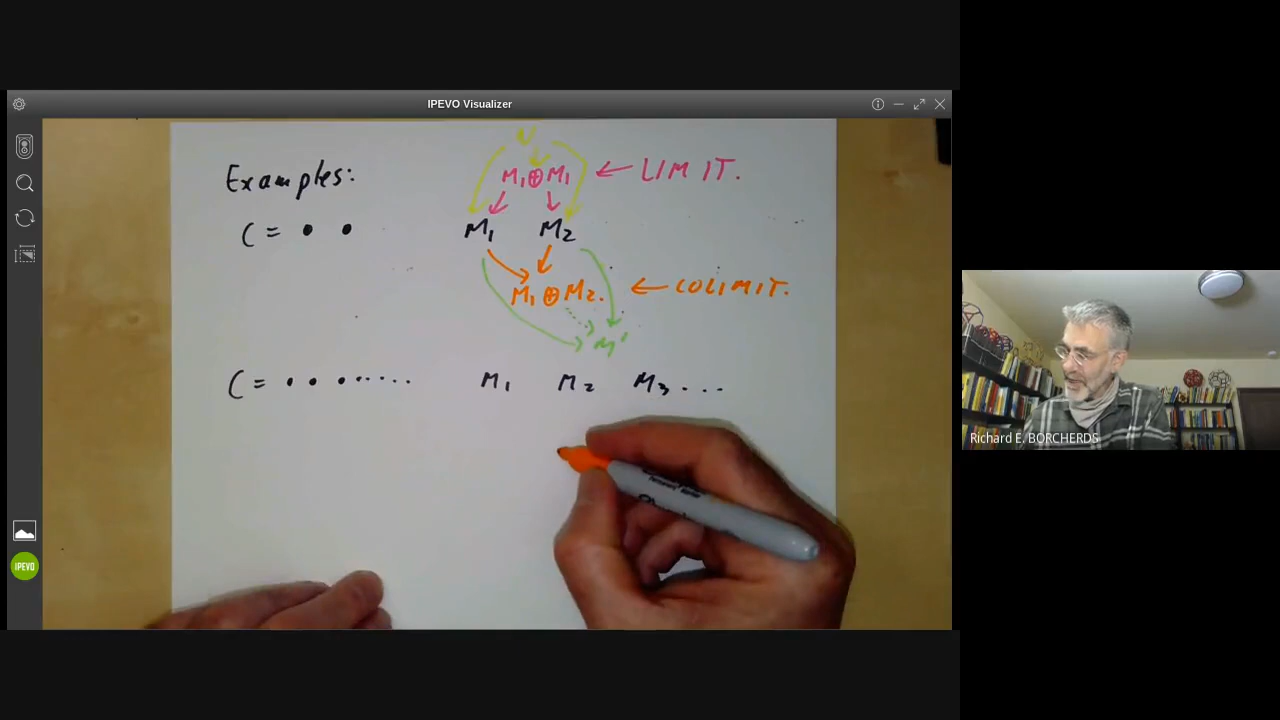 IPEVO Visualizer
N
Examples:
M₁⊕M₁ ← LIMIT.
C = • •
M₁ M₂
M₁⊕M₂. ← COLIMIT.
M'
C = • • • ····
M₁ M₂ M₃ ...
Richard E. BORCHERDS
IPEVO